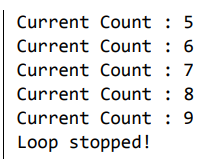 Current Count : 5
Current Count : 6
Current Count : 7
Current Count : 8
Current Count : 9
Loop stopped!